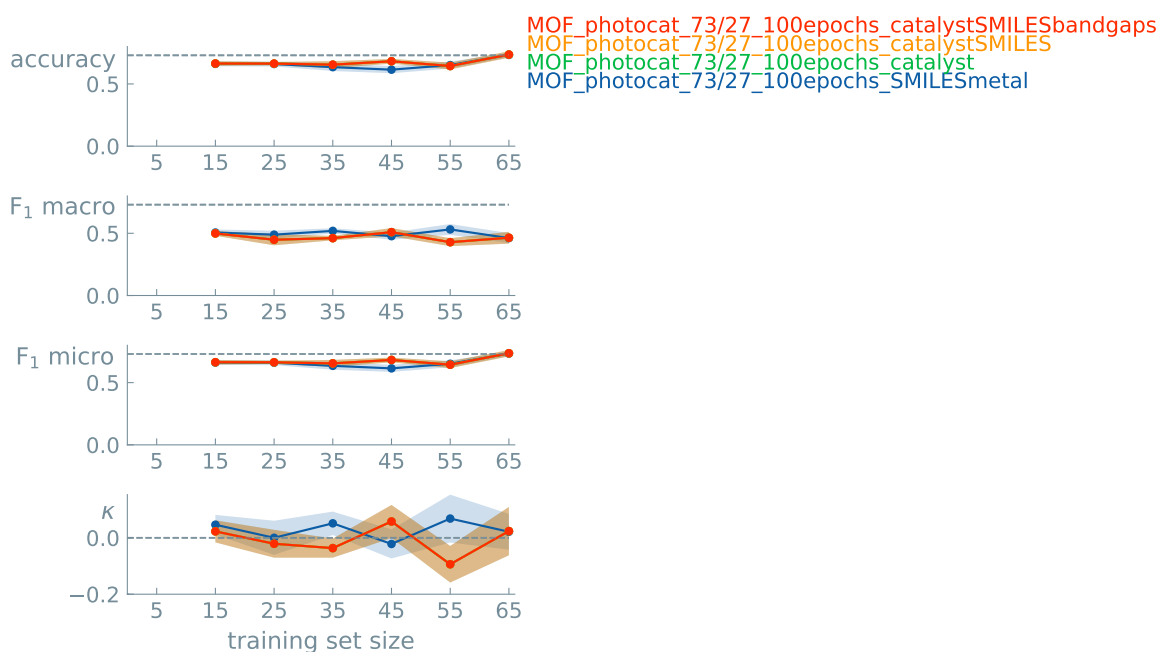 MOF_photocat_73/27_100epochs_catalystSMILESbandgaps
MOF_photocat_73/27_100epochs_catalystSMILES
MOF_photocat_73/27_100epochs_catalyst
MOF_photocat_73/27_100epochs_SMILESmetal
accuracy
0.5
0.0
5 15 25 35 45 55 65
F₁ macro
0.5
0.0
5 15 25 35 45 55 65
F₁ micro
0.5
0.0
5 15 25 35 45 55 65
κ
0.0
−0.2
5 15 25 35 45 55 65
training set size